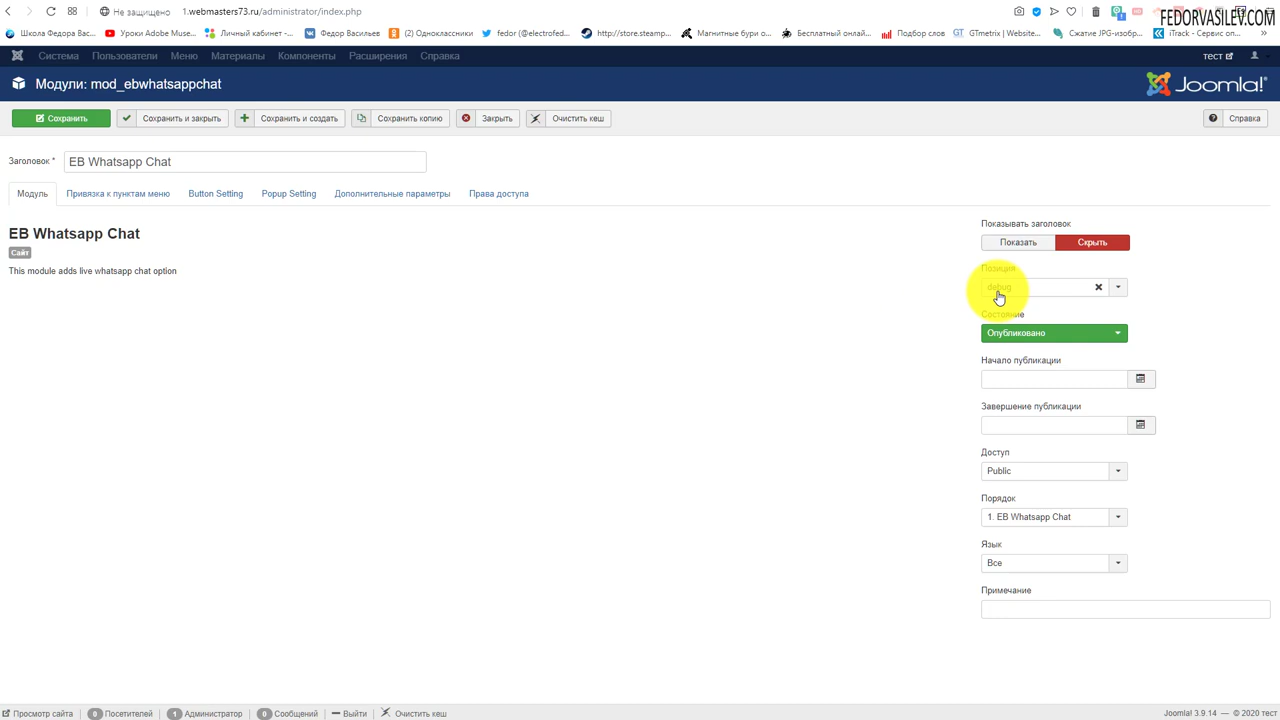 Не защищено
1.webmasters73.ru/administrator/index.php
FEDORVASILEV.COM
Школа Федора Вас...
Уроки Adobe Muse...
Личный кабинет -...
Федор Васильев
(2) Одноклассники
fedor (@electrofed...
http://store.steamp...
Магнитные бури о...
Бесплатный онлай...
Подбор слов
GTmetrix | Website...
Сжатие JPG-изобр...
iTrack - Сервис оп...
»
Система Пользователи Меню Материалы Компоненты Расширения Справка
тест
Модули: mod_ebwhatsappchat
Joomla!®
Сохранить
Сохранить и закрыть
Сохранить и создать
Сохранить копию
Закрыть
Очистить кеш
Справка
Заголовок *
EB Whatsapp Chat
Модуль
Привязка к пунктам меню
Button Setting
Popup Setting
Дополнительные параметры
Права доступа
EB Whatsapp Chat
Сайт
This module adds live whatsapp chat option
Показывать заголовок
Показать
Скрыть
Позиция
debug
Состояние
Опубликовано
Начало публикации
Завершение публикации
Доступ
Public
Порядок
1. EB Whatsapp Chat
Язык
Все
Примечание
Просмотр сайта
0 Посетителей
1 Администратор
0 Сообщений
Выйти
Очистить кеш
Joomla! 3.9.14 — © 2020 тест